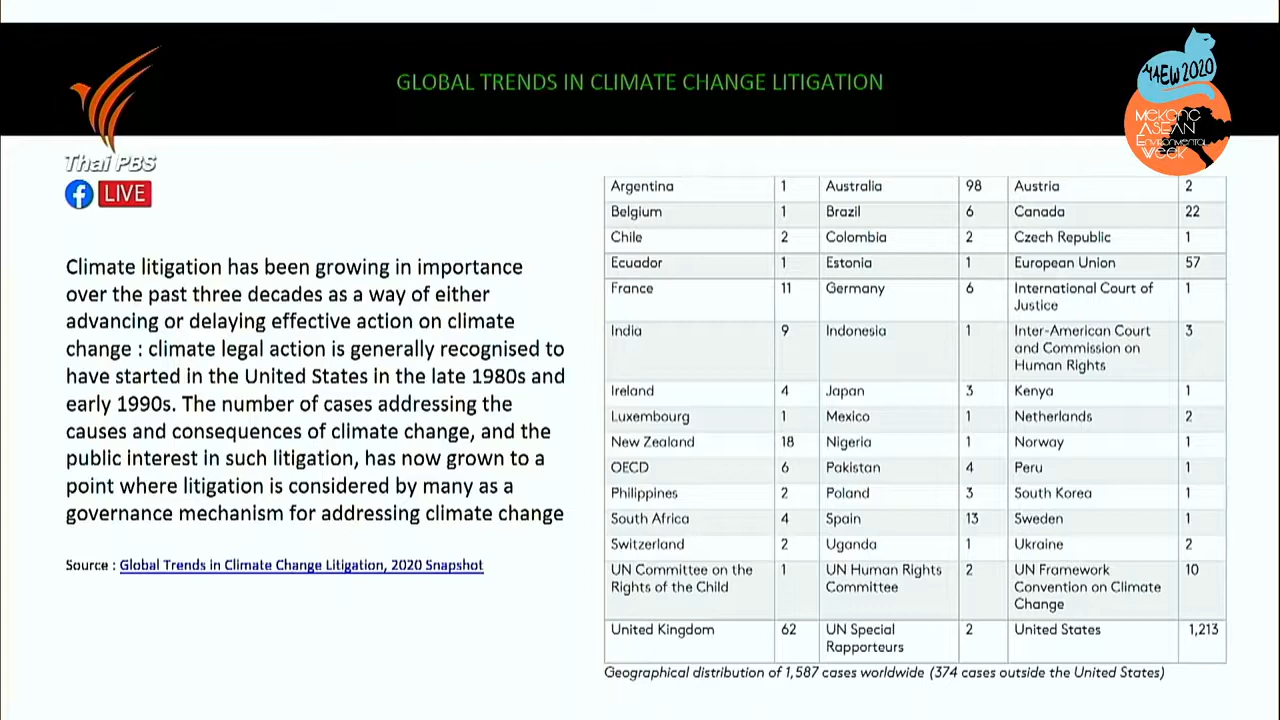 GLOBAL TRENDS IN CLIMATE CHANGE LITIGATION
MAEW2020
MEKONG
ASEAN
Environmental
Week
Thai PBS
LIVE
Climate litigation has been growing in importance
over the past three decades as a way of either
advancing or delaying effective action on climate
change : climate legal action is generally recognised to
have started in the United States in the late 1980s and
early 1990s. The number of cases addressing the
causes and consequences of climate change, and the
public interest in such litigation, has now grown to a
point where litigation is considered by many as a
governance mechanism for addressing climate change
Source : Global Trends in Climate Change Litigation, 2020 Snapshot
Argentina 1 Australia 98 Austria 2
Belgium 1 Brazil 6 Canada 22
Chile 2 Colombia 2 Czech Republic 1
Ecuador 1 Estonia 1 European Union 57
France 11 Germany 6 International Court of 1
Justice
India 9 Indonesia 1 Inter-American Court 3
and Commission on
Human Rights
Ireland 4 Japan 3 Kenya 1
Luxembourg 1 Mexico 1 Netherlands 2
New Zealand 18 Nigeria 1 Norway 1
OECD 6 Pakistan 4 Peru 1
Philippines 2 Poland 3 South Korea 1
South Africa 4 Spain 13 Sweden 1
Switzerland 2 Uganda 1 Ukraine 2
UN Committee on the 1 UN Human Rights 2 UN Framework 10
Rights of the Child Committee Convention on Climate
Change
United Kingdom 62 UN Special 2 United States 1,213
Rapporteurs
Geographical distribution of 1,587 cases worldwide (374 cases outside the United States)